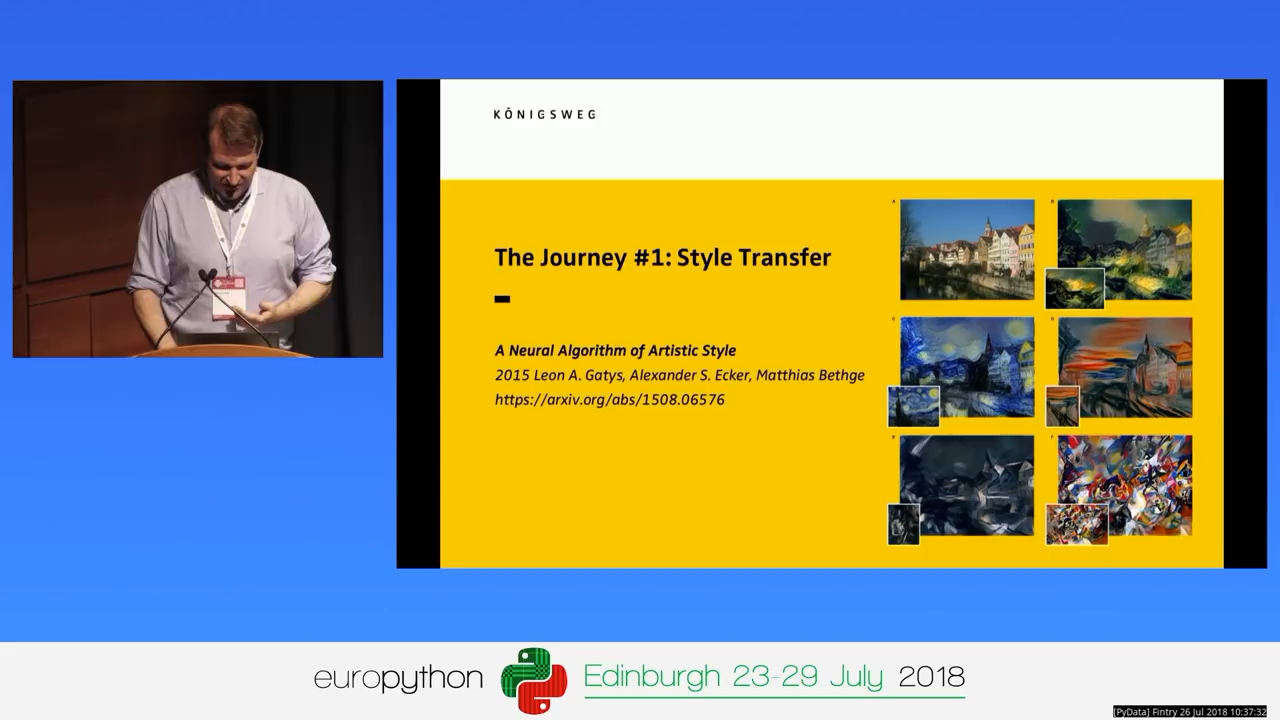 KÖNIGSWEG
The Journey #1: Style Transfer
A Neural Algorithm of Artistic Style
2015 Leon A. Gatys, Alexander S. Ecker, Matthias Bethge
https://arxiv.org/abs/1508.06576
A
B
C
D
E
F
europython
Edinburgh 23-29 July 2018
[PyData] Fintry 26 Jul 2018 10:37:32